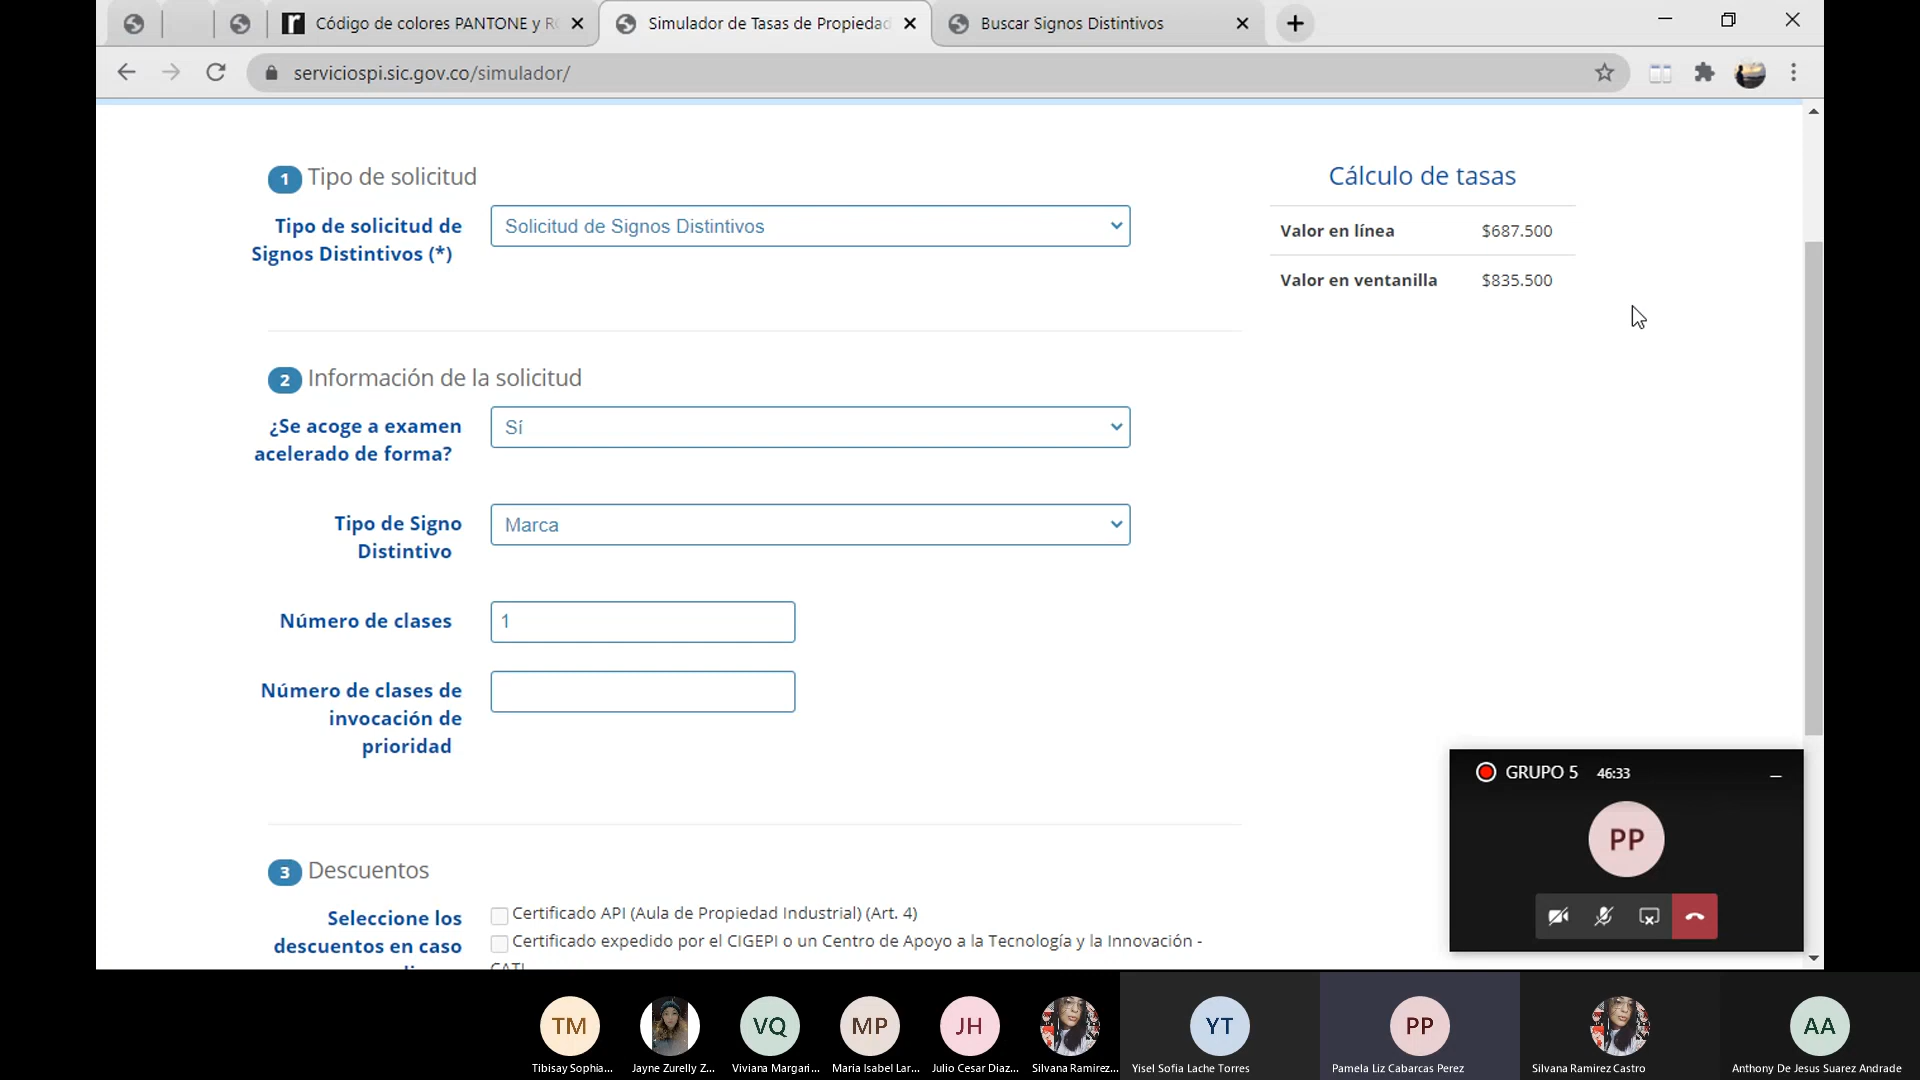 Código de colores PANTONE y R
Simulador de Tasas de Propiedad
Buscar Signos Distintivos
serviciospi.sic.gov.co/simulador/
1 Tipo de solicitud
Tipo de solicitud de
Signos Distintivos (*)
Solicitud de Signos Distintivos
Cálculo de tasas
Valor en línea $687.500
Valor en ventanilla $835.500
2 Información de la solicitud
¿Se acoge a examen
acelerado de forma?
Sí
Tipo de Signo
Distintivo
Marca
Número de clases
1
Número de clases de
invocación de
prioridad
3 Descuentos
Seleccione los
descuentos en caso
Certificado API (Aula de Propiedad Industrial) (Art. 4)
Certificado expedido por el CIGEPI o un Centro de Apoyo a la Tecnología y la Innovación -
CATI
GRUPO 5 46:33
PP
TM
VQ
MP
JH
YT
PP
AA
Tibisay Sophia...
Jayne Zurelly Z...
Viviana Margari...
Maria Isabel Lar...
Julio Cesar Diaz...
Silvana Ramirez...
Yisel Sofia Lache Torres
Pamela Liz Cabarcas Perez
Silvana Ramirez Castro
Anthony De Jesus Suarez Andrade